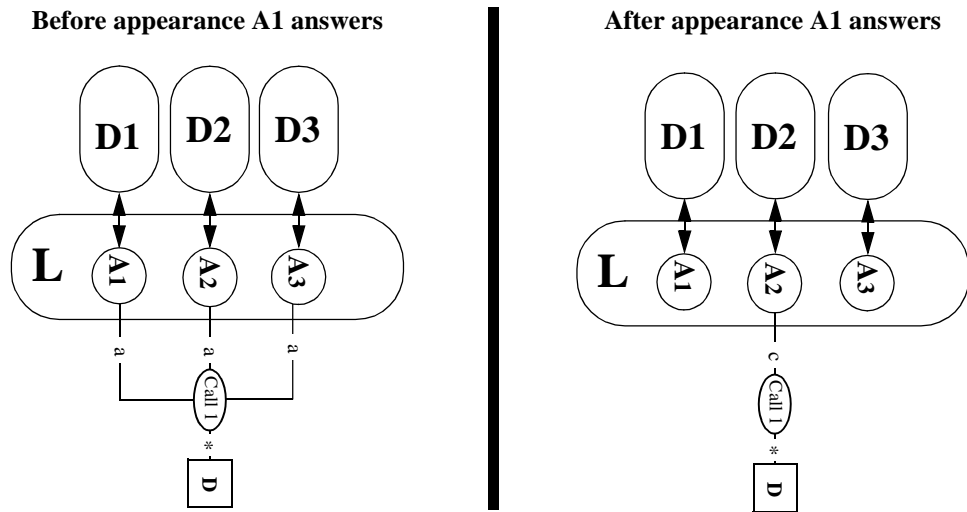 Before appearance A1 answers
D1 D2 D3
L A1 A2 A3
a a a
Call 1
*
D
After appearance A1 answers
D1 D2 D3
L A1 A2 A3
c
Call 1
*
D